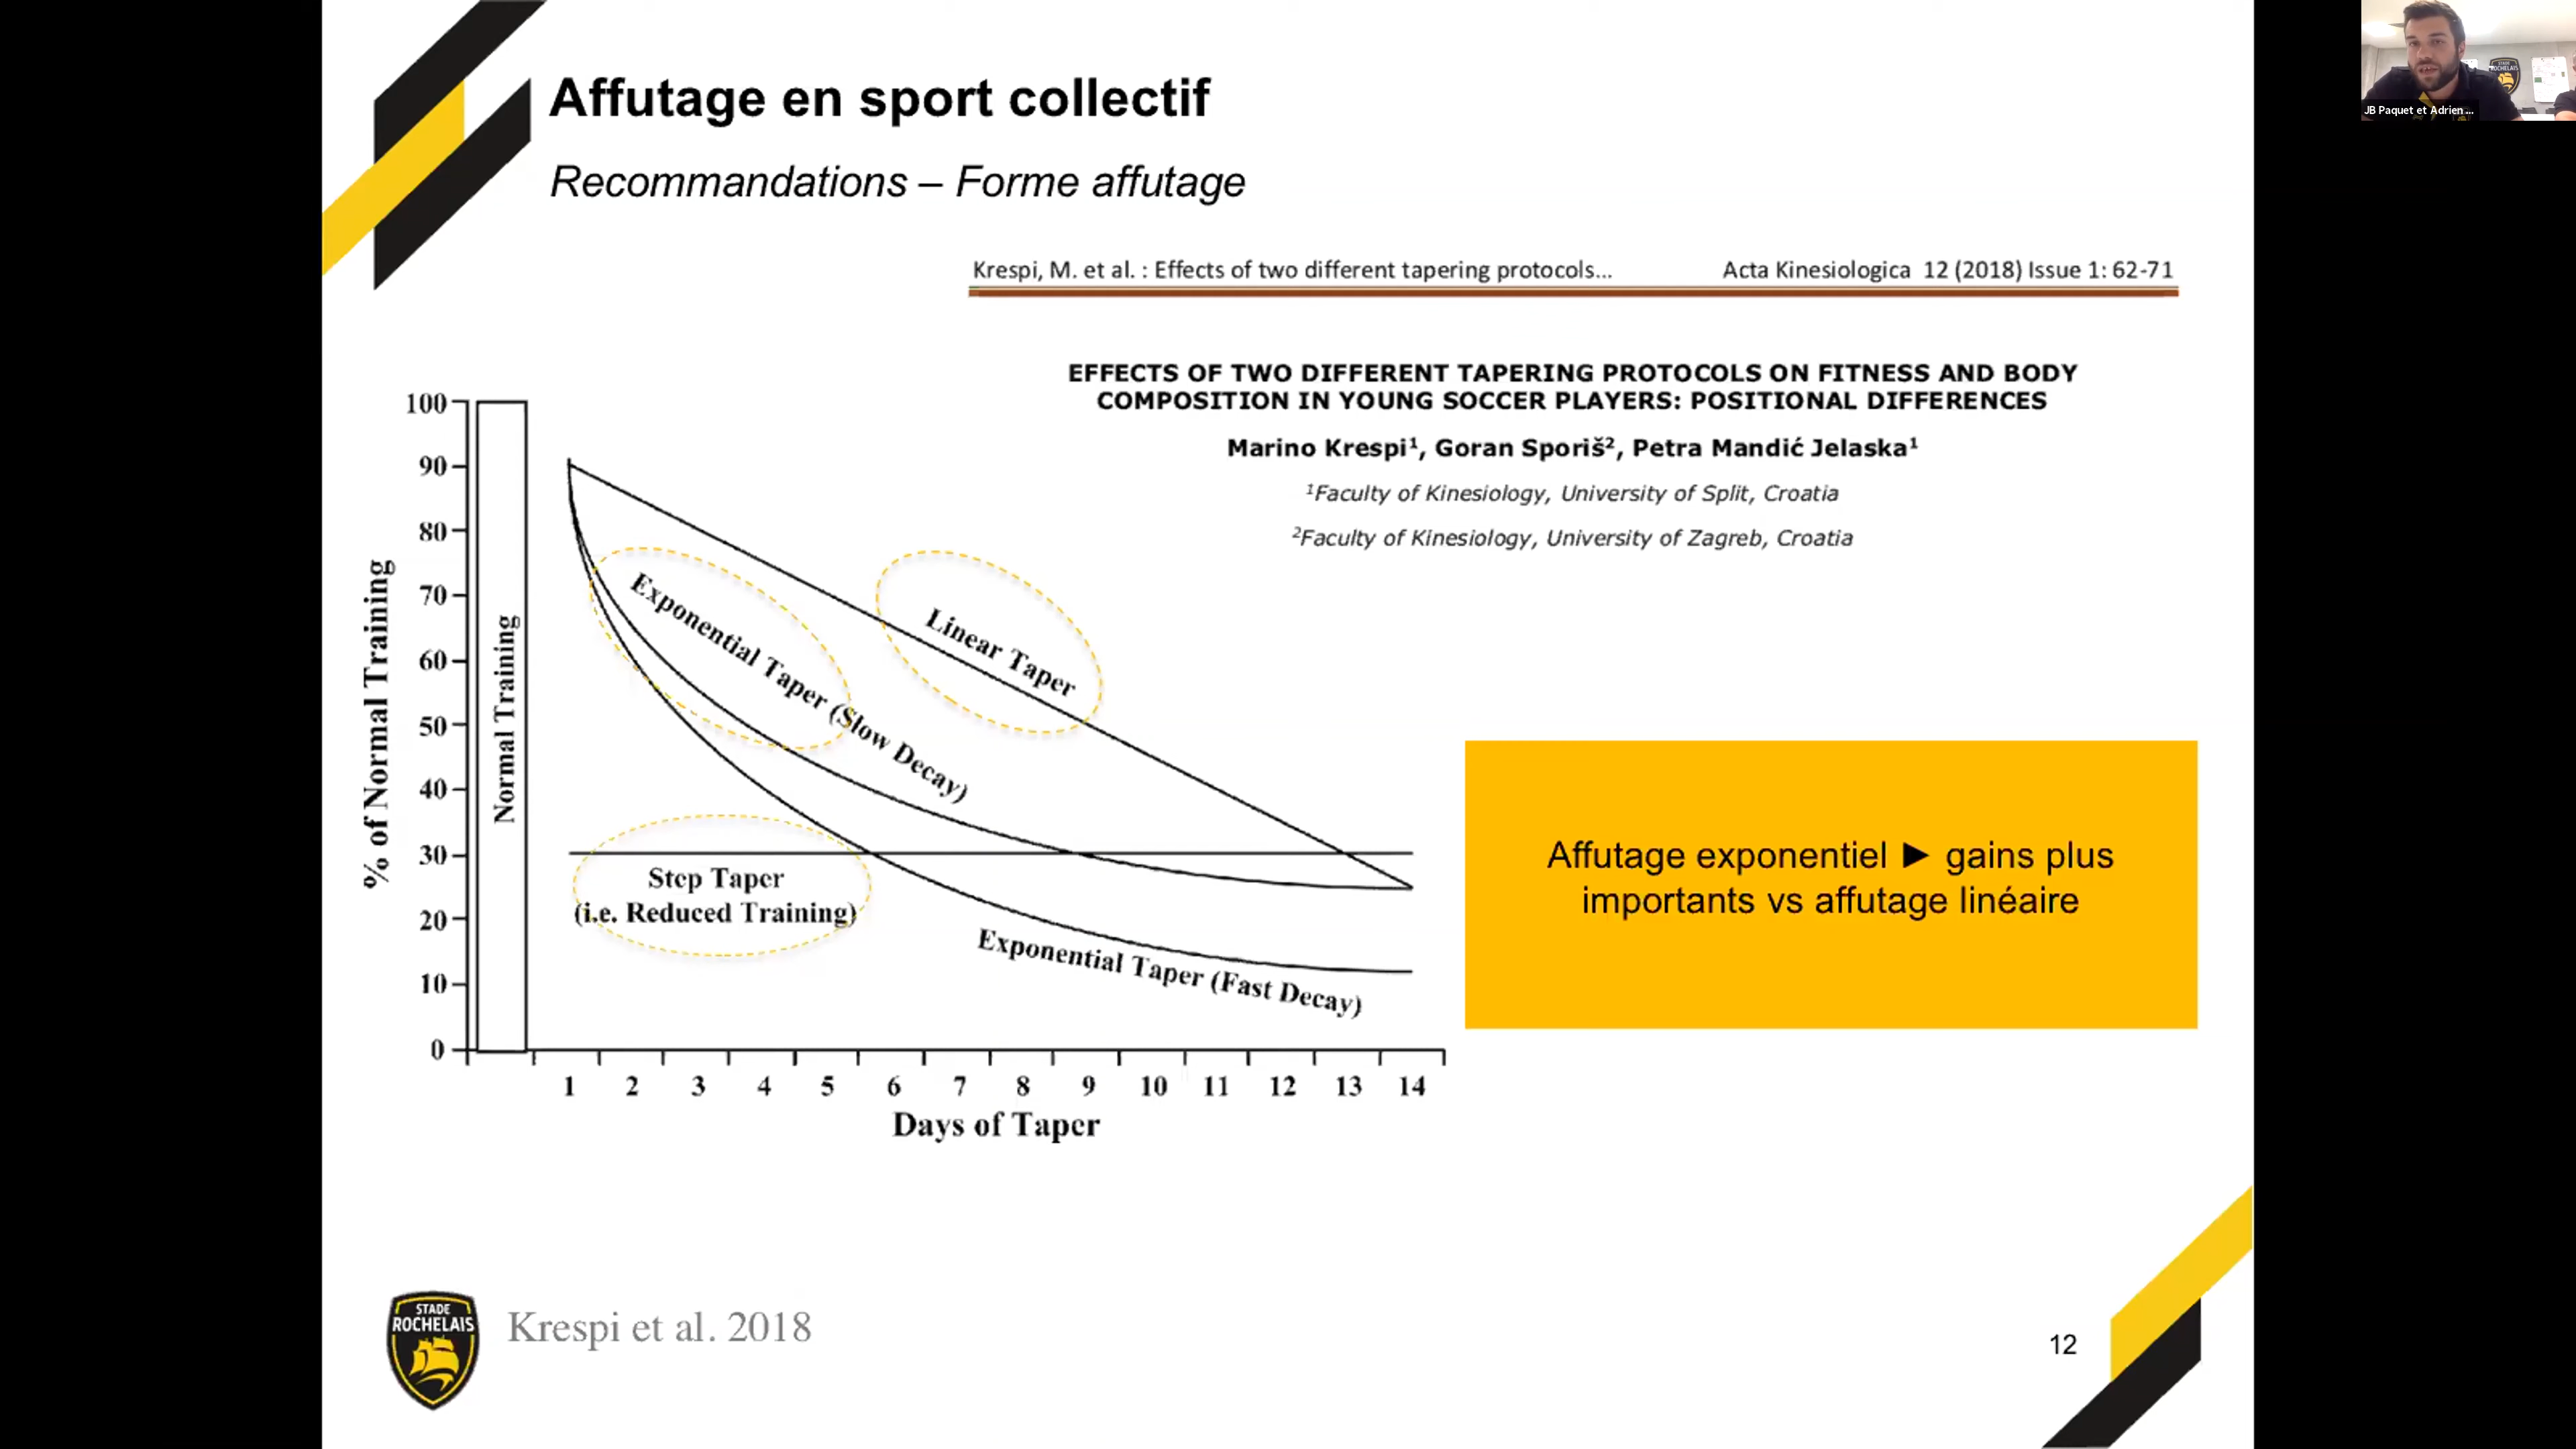 Affutage en sport collectif
Recommandations – Forme affutage
Krespi, M. et al. : Effects of two different tapering protocols... Acta Kinesiologica 12 (2018) Issue 1: 62-71
EFFECTS OF TWO DIFFERENT TAPERING PROTOCOLS ON FITNESS AND BODY
COMPOSITION IN YOUNG SOCCER PLAYERS: POSITIONAL DIFFERENCES
Marino Krespi¹, Goran Sporiš², Petra Mandić Jelaska¹
¹Faculty of Kinesiology, University of Split, Croatia
²Faculty of Kinesiology, University of Zagreb, Croatia
% of Normal Training
100
90
80
70
60
50
40
30
20
10
0
Normal Training
Exponential Taper (Slow Decay)
Linear Taper
Step Taper
(i.e. Reduced Training)
Exponential Taper (Fast Decay)
1 2 3 4 5 6 7 8 9 10 11 12 13 14
Days of Taper
Affutage exponentiel ► gains plus
importants vs affutage linéaire
STADE
ROCHELAIS
Krespi et al. 2018
12
JB Paquet et Adrien ...
STADE
ROCHELAIS